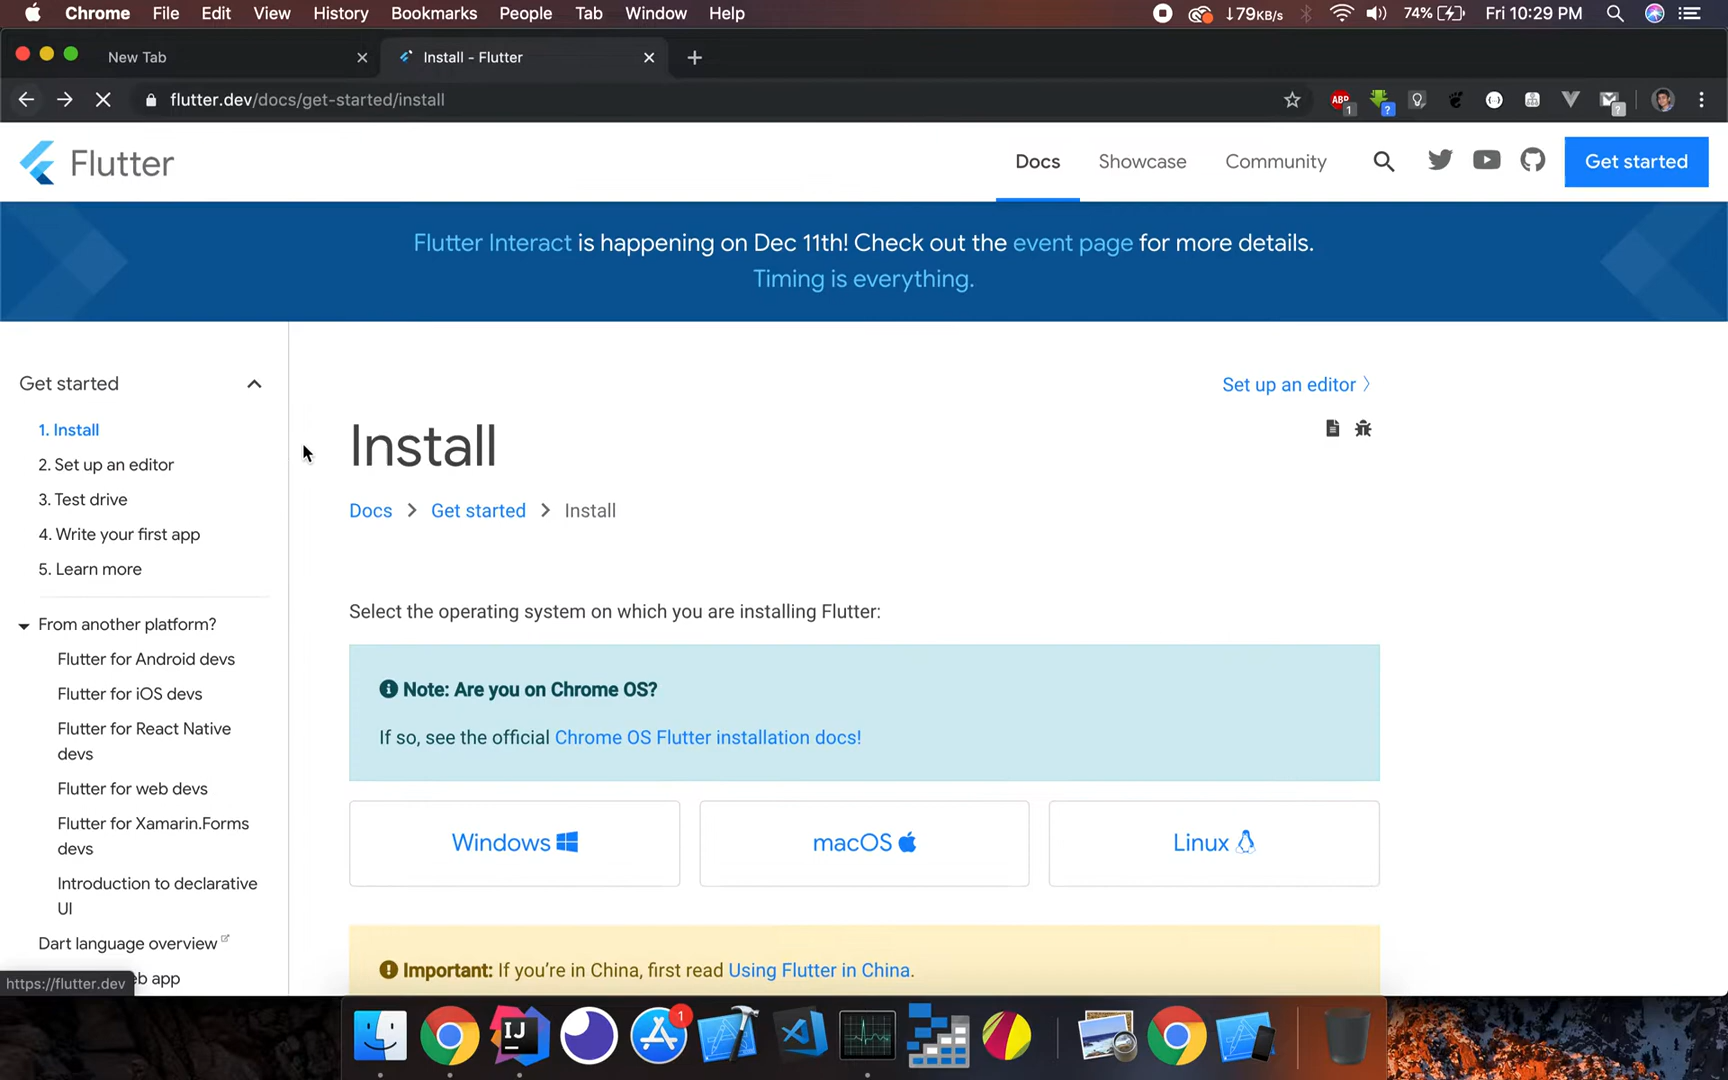 Chrome File Edit View History Bookmarks People Tab Window Help
↓79KB/s 74% Fri 10:29 PM
New Tab
Install - Flutter
flutter.dev/docs/get-started/install
ABP 1 ? ?
Flutter
Docs Showcase Community Get started
Flutter Interact is happening on Dec 11th! Check out the event page for more details.
Timing is everything.
Get started
1. Install
2. Set up an editor
3. Test drive
4. Write your first app
5. Learn more
From another platform?
Flutter for Android devs
Flutter for iOS devs
Flutter for React Native
devs
Flutter for web devs
Flutter for Xamarin.Forms
devs
Introduction to declarative
UI
Dart language overview
eb app
https://flutter.dev
Set up an editor 〉
Install
Docs > Get started > Install
Select the operating system on which you are installing Flutter:
Note: Are you on Chrome OS?
If so, see the official Chrome OS Flutter installation docs!
Windows
macOS
Linux
Important: If you’re in China, first read Using Flutter in China.
IJ
1